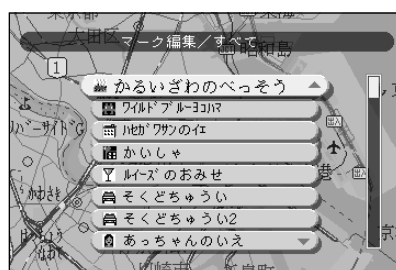 マーク編集/すべて
1
かるいざわのべっそう
ワイルドブルーヨコハマ
ハセガワサンのイエ
かいしゃ
ルイーズのおみせ
そくどちゅうい
そくどちゅうい2
あっちゃんのいえ
大田区
昭和島